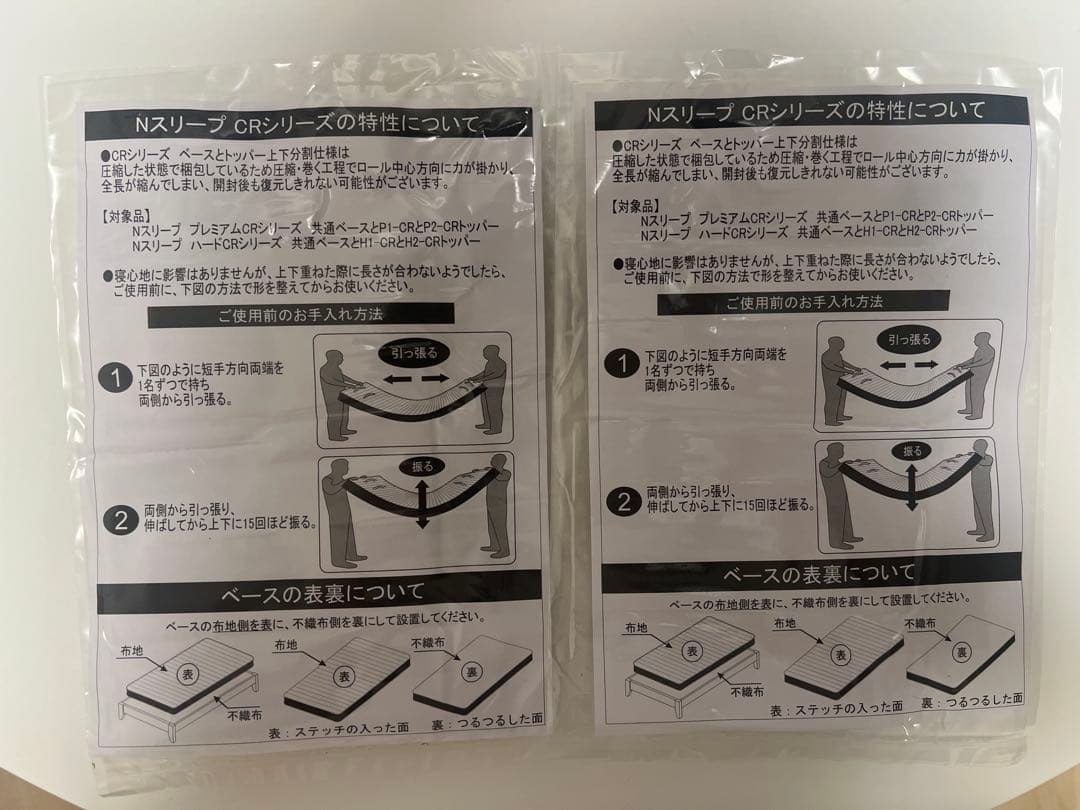 Nスリープ CRシリーズの特性について
●CRシリーズ ベースとトッパー上下分割仕様は
圧縮した状態で梱包しているため圧縮・巻く工程でロール中心方向に力が掛かり、
全長が縮んでしまい、開封後も復元しきれない可能性がございます。
【対象品】
Nスリープ プレミアムCRシリーズ 共通ベースとP1-CRとP2-CRトッパー
Nスリープ ハードCRシリーズ 共通ベースとH1-CRとH2-CRトッパー
●寝心地に影響はありませんが、上下重ねた際に長さが合わないようでしたら、
ご使用前に、下図の方法で形を整えてからお使いください。
ご使用前のお手入れ方法
1
下図のように短手方向両端を
1名ずつで持ち
両側から引っ張る。
引っ張る
2
両側から引っ張り、
伸ばしてから上下に15回ほど振る。
振る
ベースの表裏について
ベースの布地側を表に、不織布側を裏にして設置してください。
布地
表
不織布
布地
表
不織布
裏
表：ステッチの入った面 裏：つるつるした面
Nスリープ CRシリーズの特性について
●CRシリーズ ベースとトッパー上下分割仕様は
圧縮した状態で梱包しているため圧縮・巻く工程でロール中心方向に力が掛かり、
全長が縮んでしまい、開封後も復元しきれない可能性がございます。
【対象品】
Nスリープ プレミアムCRシリーズ 共通ベースとP1-CRとP2-CRトッパー
Nスリープ ハードCRシリーズ 共通ベースとH1-CRとH2-CRトッパー
●寝心地に影響はありませんが、上下重ねた際に長さが合わないようでしたら、
ご使用前に、下図の方法で形を整えてからお使いください。
ご使用前のお手入れ方法
1
下図のように短手方向両端を
1名ずつで持ち
両側から引っ張る。
引っ張る
2
両側から引っ張り、
伸ばしてから上下に15回ほど振る。
振る
ベースの表裏について
ベースの布地側を表に、不織布側を裏にして設置してください。
布地
表
不織布
布地
表
不織布
裏
表：ステッチの入った面 裏：つるつるした面